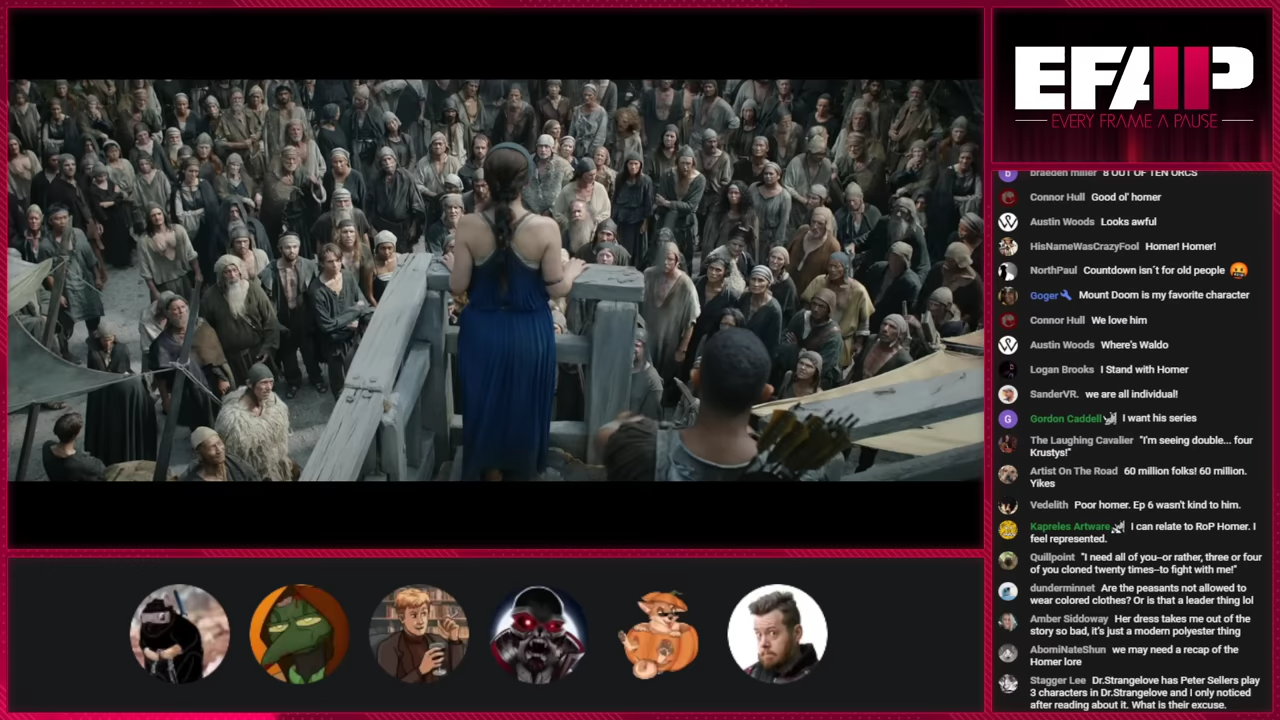 EFAP
EVERY FRAME A PAUSE
braeden miller 8 OUT OF TEN ORCS
Connor Hull Good ol' homer
Austin Woods Looks awful
HisNameWasCrazyFool Homer! Homer!
NorthPaul Countdown isn´t for old people
Goger Mount Doom is my favorite character
Connor Hull We love him
Austin Woods Where's Waldo
Logan Brooks I Stand with Homer
SanderVR. we are all individual!
G Gordon Caddell I want his series
The Laughing Cavalier "I'm seeing double... four
Krustys!"
Artist On The Road 60 million folks! 60 million.
Yikes
Vedelith Poor homer. Ep 6 wasn't kind to him.
Kapreles Artware I can relate to RoP Homer. I
feel represented.
Quillpoint "I need all of you–or rather, three or four
of you cloned twenty times–to fight with me!"
dunderminnet Are the peasants not allowed to
wear colored clothes? Or is that a leader thing lol
Amber Siddoway Her dress takes me out of the
story so bad, it's just a modern polyester thing
AbomiNateShun we may need a recap of the
Homer lore
Stagger Lee Dr.Strangelove has Peter Sellers play
3 characters in Dr.Strangelove and I only noticed
after reading about it. What is their excuse.